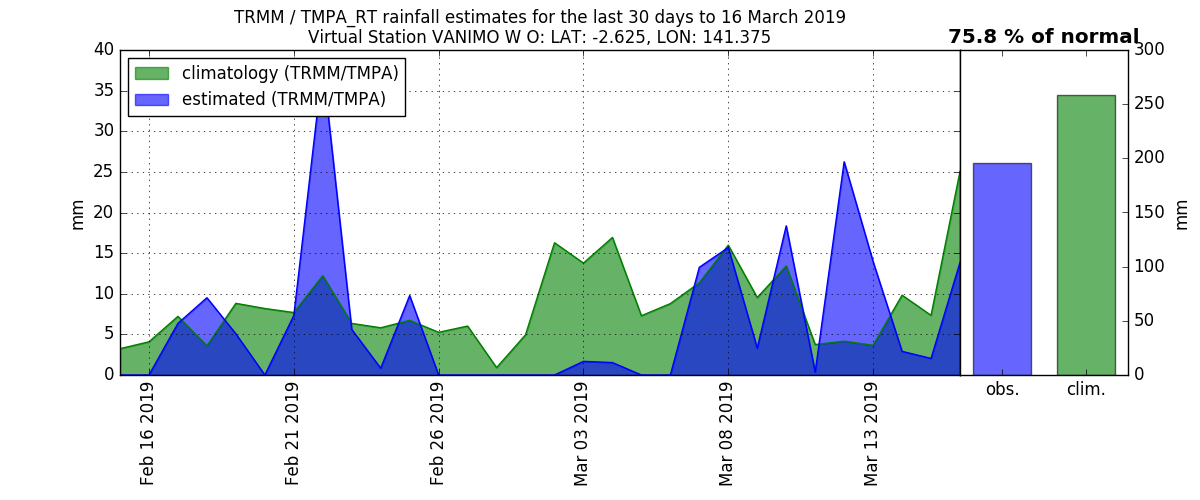 TRMM / TMPA_RT rainfall estimates for the last 30 days to 16 March 2019
Virtual Station VANIMO W O: LAT: -2.625, LON: 141.375
75.8 % of normal
climatology (TRMM/TMPA)
estimated (TRMM/TMPA)
mm
40
35
30
25
20
15
10
5
0
Feb 16 2019
Feb 21 2019
Feb 26 2019
Mar 03 2019
Mar 08 2019
Mar 13 2019
obs.
clim.
300
250
200
150
100
50
0
mm